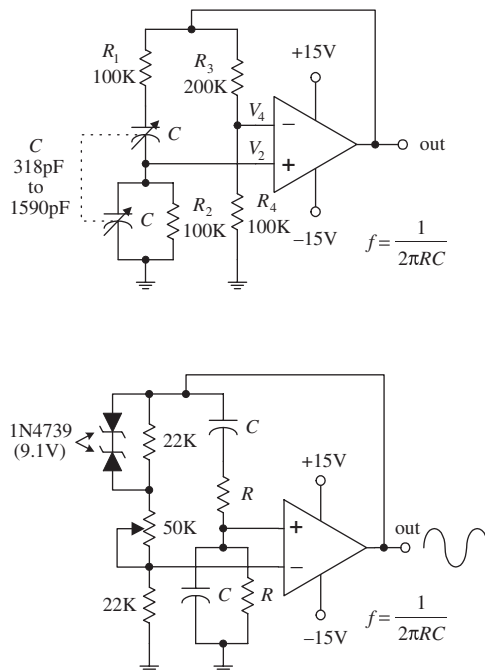 R1
100K
R3
200K
+15V
V4
−
V2
+
out
C
C
318pF
to
1590pF
C
R2
100K
R4
100K
−15V
f = 1/2πRC
1N4739
(9.1V)
22K
C
R
+15V
50K
+
−
out
22K
C
R
−15V
f = 1/2πRC